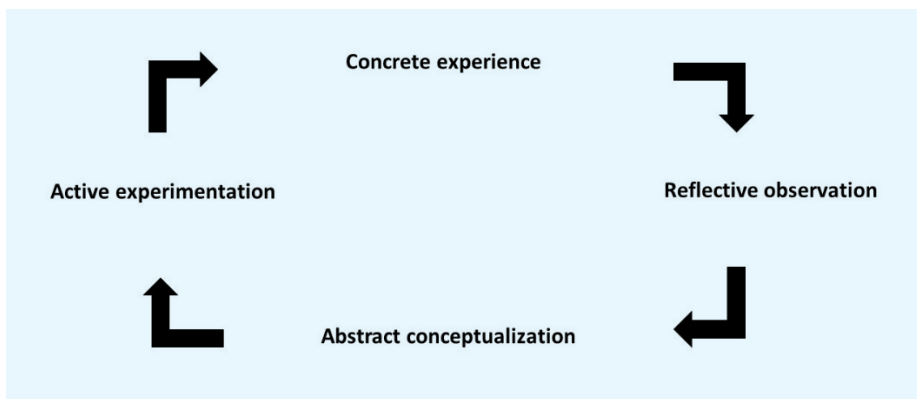 Concrete experience
Active experimentation
Reflective observation
Abstract conceptualization